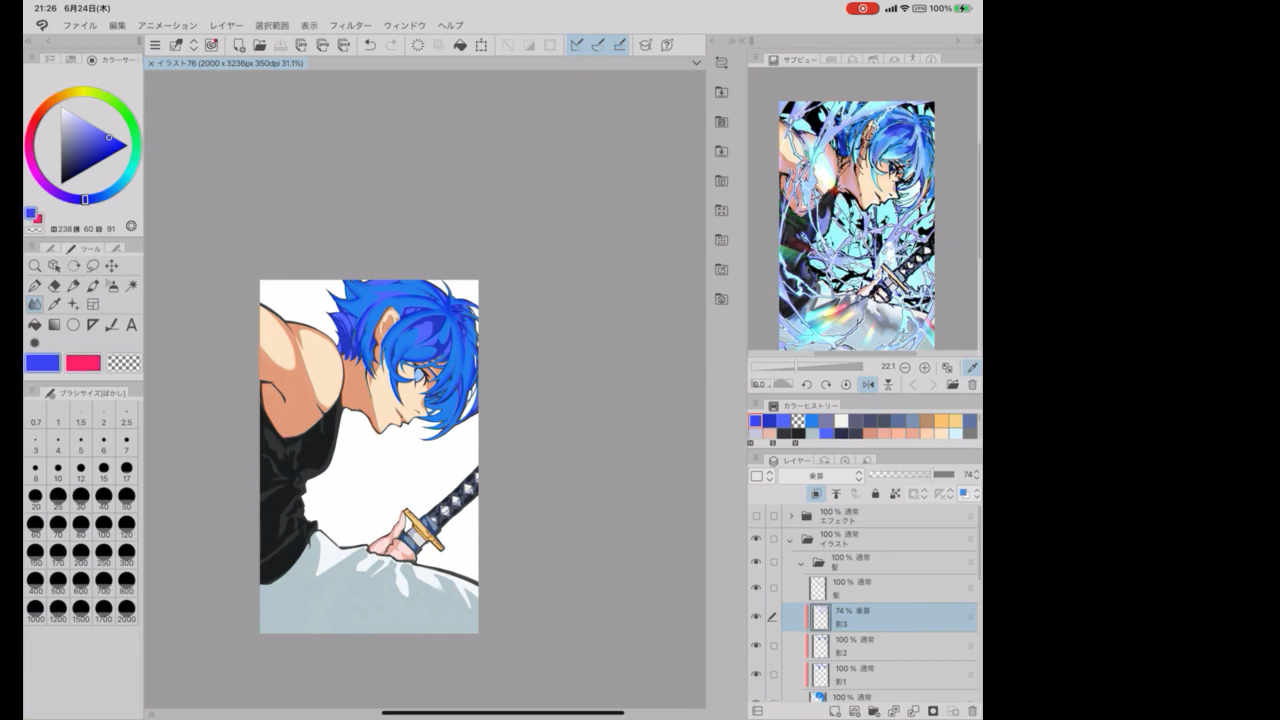 21:26 6月24日(木)
VPN 100%
ファイル 編集 アニメーション レイヤー 選択範囲 表示 フィルター ウィンドウ ヘルプ
イラスト76 (2000 x 3236px 350dpi 31.1%)
カラーサー
サブビュー
H 238 L 60 S 91
ツール
ブラシサイズ[ぼかし]
0.7 1 1.5 2 2.5
3 4 5 6 7
8 10 12 15 17
20 25 30 40 50
60 70 80 100 120
150 170 200 250 300
400 500 600 700 800
1000 1200 1500 1700 2000
22.1
0.0
カラーヒストリー
H S V
レイヤー
乗算 74
100% 通常
エフェクト
100% 通常
イラスト
100% 通常
髪
100% 通常
髪
74% 乗算
影3
100% 通常
影2
100% 通常
影1
100% 通常